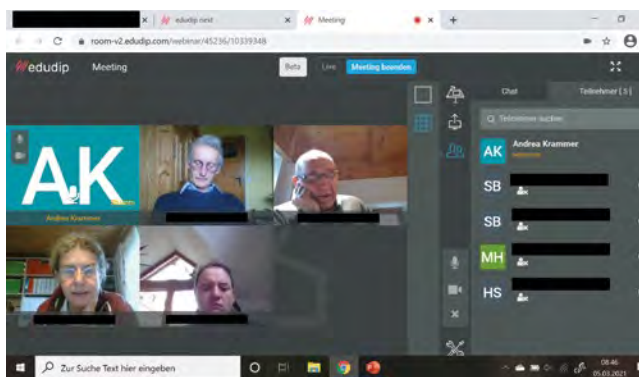 edudip next
Meeting
room-v2.edudip.com/webinar/45236/10339348
edudip
Meeting
Beta
Live
Meeting beenden
Chat
Teilnehmer [5]
Teilnehmer suchen
AK
Andrea Krammer
AK
Andrea Krammer
SB
SB
MH
HS
Zur Suche Text hier eingeben
08:46
05.03.2021